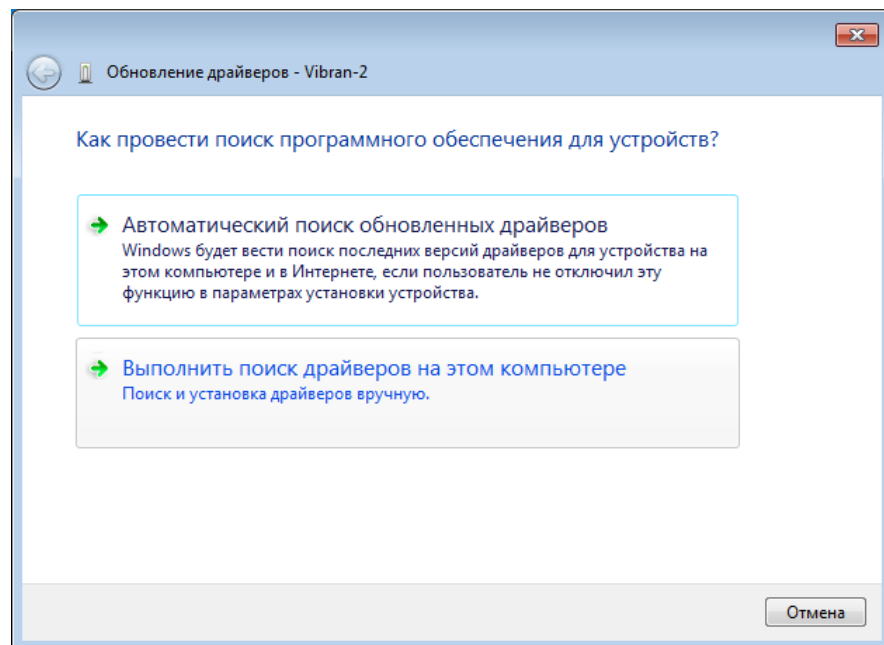 Обновление драйверов - Vibran-2
Как провести поиск программного обеспечения для устройств?
Автоматический поиск обновленных драйверов
Windows будет вести поиск последних версий драйверов для устройства на
этом компьютере и в Интернете, если пользователь не отключил эту
функцию в параметрах установки устройства.
Выполнить поиск драйверов на этом компьютере
Поиск и установка драйверов вручную.
Отмена